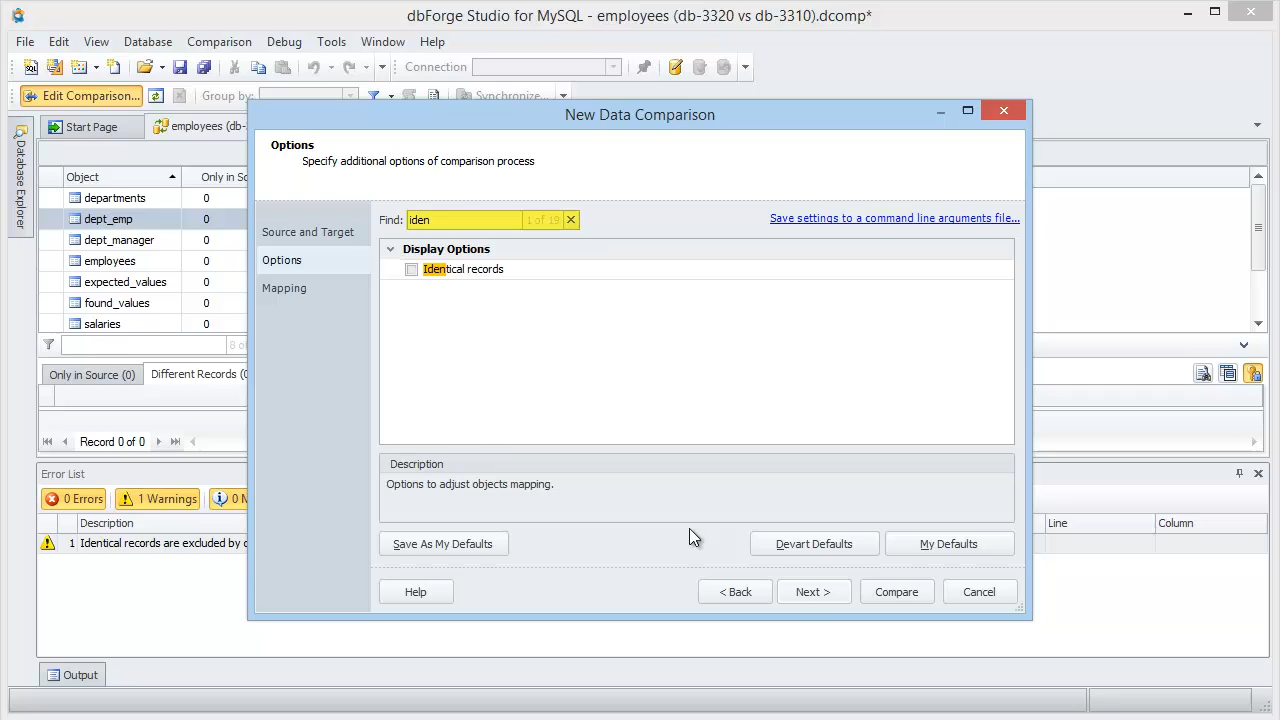 dbForge Studio for MySQL - employees (db-3320 vs db-3310).dcomp*
File Edit View Database Comparison Debug Tools Window Help
Connection
Edit Comparison... Group by: Synchronize...
Database Explorer
Start Page employees (db-
Object Only in So
departments 0
dept_emp 0
dept_manager 0
employees 0
expected_values 0
found_values 0
salaries 0
8 o
Only in Source (0) Different Records (0
Record 0 of 0
Error List
0 Errors 1 Warnings 0 M
Description Line Column
1 Identical records are excluded by c
Output
New Data Comparison
Options
Specify additional options of comparison process
Source and Target
Options
Mapping
Find: iden 1 of 19 Save settings to a command line arguments file...
Display Options
Identical records
Description
Options to adjust objects mapping.
Save As My Defaults Devart Defaults My Defaults
Help < Back Next > Compare Cancel